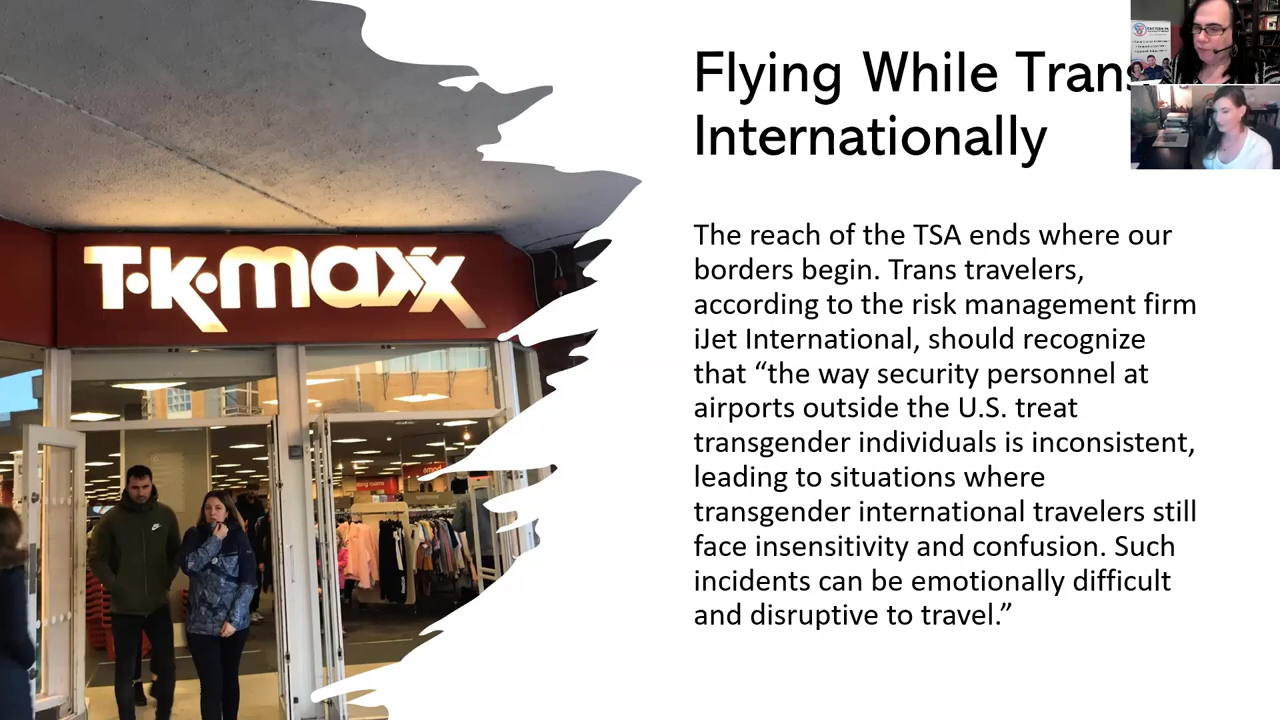 Flying While Trans
Internationally
The reach of the TSA ends where our
borders begin. Trans travelers,
according to the risk management firm
iJet International, should recognize
that “the way security personnel at
airports outside the U.S. treat
transgender individuals is inconsistent,
leading to situations where
transgender international travelers still
face insensitivity and confusion. Such
incidents can be emotionally difficult
and disruptive to travel.”
T·K·maxx